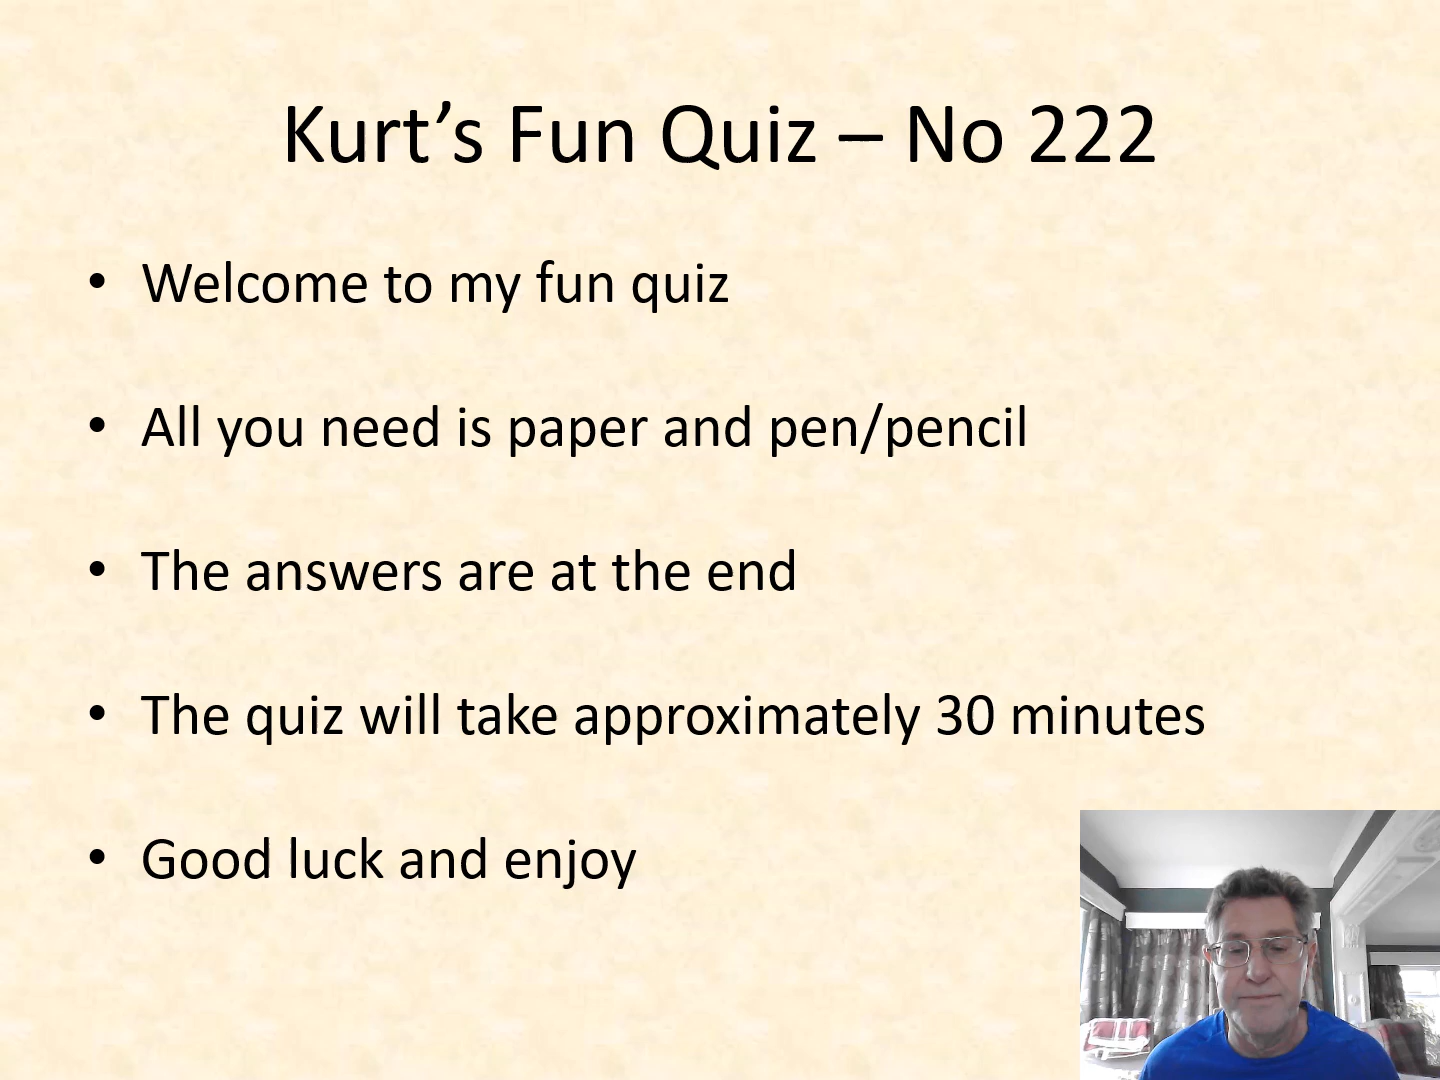 Kurt’s Fun Quiz – No 222
• Welcome to my fun quiz
• All you need is paper and pen/pencil
• The answers are at the end
• The quiz will take approximately 30 minutes
• Good luck and enjoy